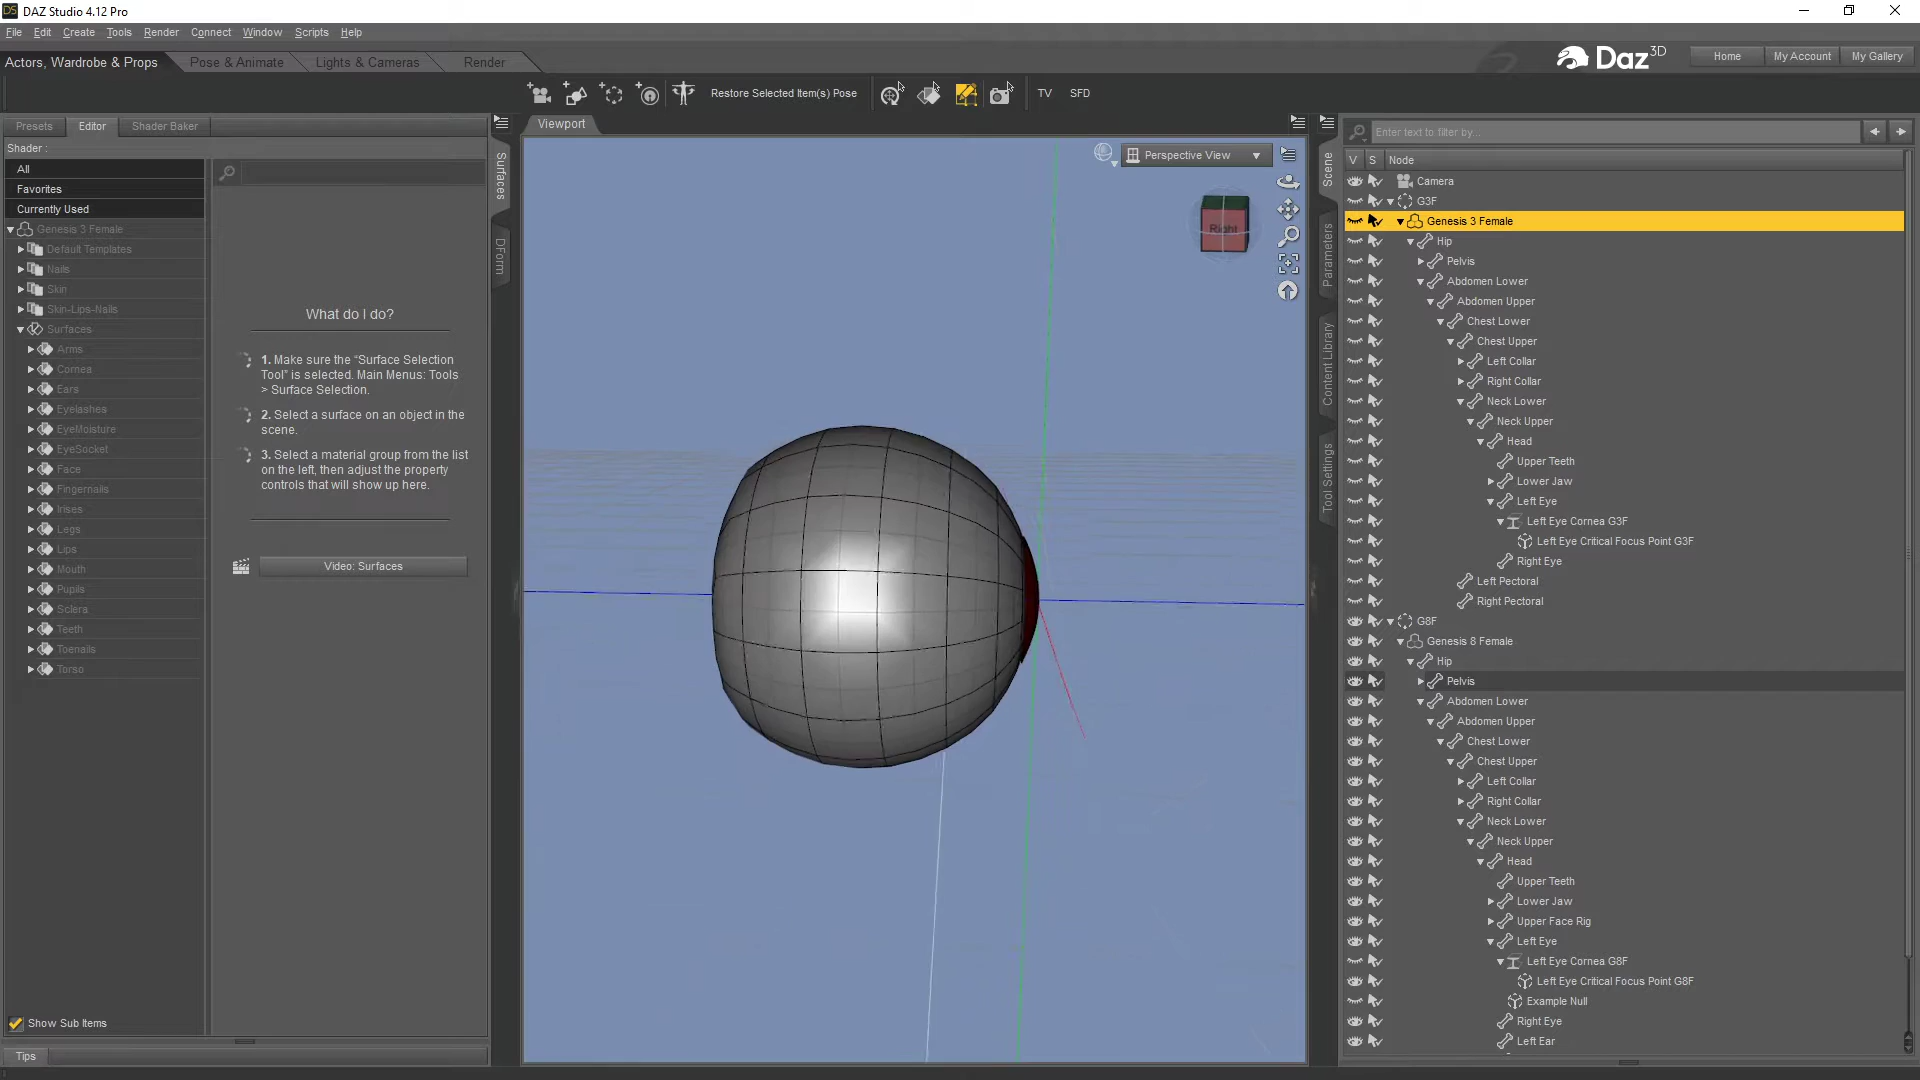 DAZ Studio 4.12 Pro
File Edit Create Tools Render Connect Window Scripts Help
Actors, Wardrobe & Props Pose & Animate Lights & Cameras Render
Daz 3D Home My Account My Gallery
Restore Selected Item(s) Pose TV SFD
Presets Editor Shader Baker
Shader :
All
Favorites
Currently Used
Genesis 3 Female
Default Templates
Nails
Skin
Skin-Lips-Nails
Surfaces
Arms
Cornea
Ears
Eyelashes
EyeMoisture
EyeSocket
Face
Fingernails
Irises
Legs
Lips
Mouth
Pupils
Sclera
Teeth
Toenails
Torso
Show Sub Items
Tips
What do I do?
1. Make sure the “Surface Selection
Tool” is selected. Main Menus: Tools
> Surface Selection.
2. Select a surface on an object in the
scene.
3. Select a material group from the list
on the left, then adjust the property
controls that will show up here.
Video: Surfaces
Surfaces
DForm
Viewport
Perspective View
Right
Scene
Parameters
Content Library
Tool Settings
Enter text to filter by...
V S Node
Camera
G3F
Genesis 3 Female
Hip
Pelvis
Abdomen Lower
Abdomen Upper
Chest Lower
Chest Upper
Left Collar
Right Collar
Neck Lower
Neck Upper
Head
Upper Teeth
Lower Jaw
Left Eye
Left Eye Cornea G3F
Left Eye Critical Focus Point G3F
Right Eye
Left Pectoral
Right Pectoral
G8F
Genesis 8 Female
Hip
Pelvis
Abdomen Lower
Abdomen Upper
Chest Lower
Chest Upper
Left Collar
Right Collar
Neck Lower
Neck Upper
Head
Upper Teeth
Lower Jaw
Upper Face Rig
Left Eye
Left Eye Cornea G8F
Left Eye Critical Focus Point G8F
Example Null
Right Eye
Left Ear